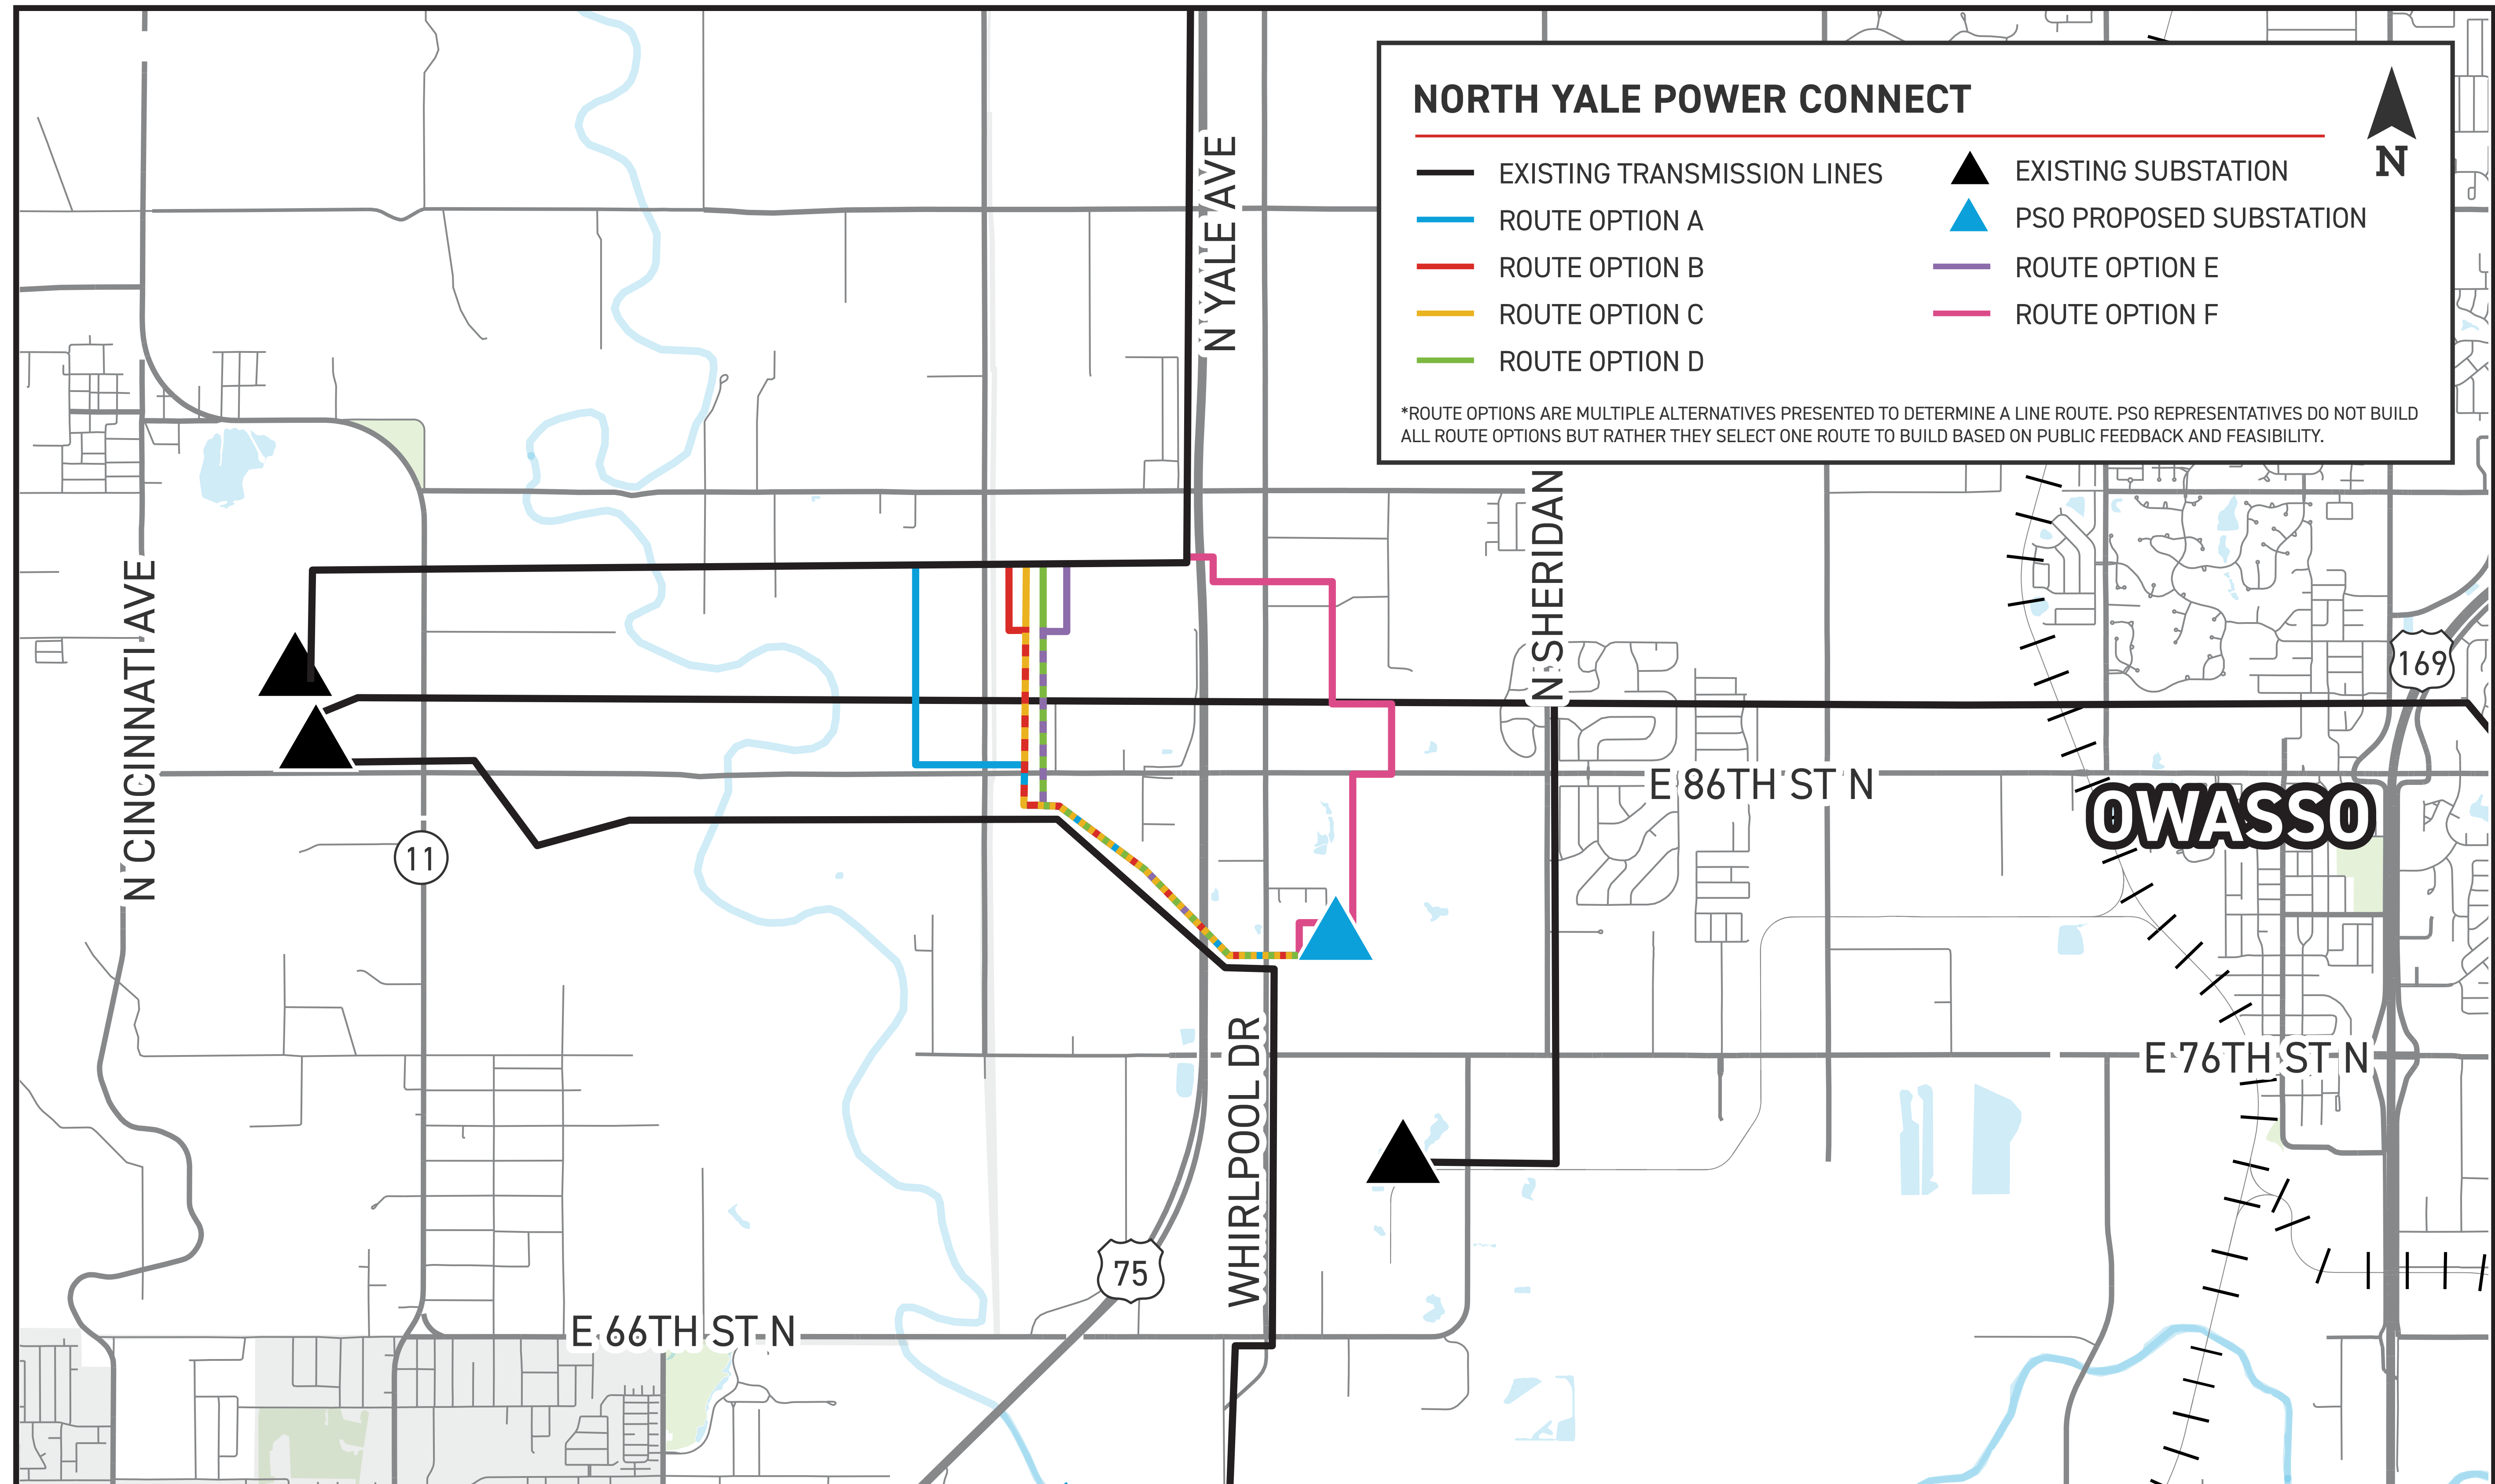 NORTH YALE POWER CONNECT
N
EXISTING TRANSMISSION LINES
ROUTE OPTION A
ROUTE OPTION B
ROUTE OPTION C
ROUTE OPTION D
EXISTING SUBSTATION
PSO PROPOSED SUBSTATION
ROUTE OPTION E
ROUTE OPTION F
*ROUTE OPTIONS ARE MULTIPLE ALTERNATIVES PRESENTED TO DETERMINE A LINE ROUTE. PSO REPRESENTATIVES DO NOT BUILD
ALL ROUTE OPTIONS BUT RATHER THEY SELECT ONE ROUTE TO BUILD BASED ON PUBLIC FEEDBACK AND FEASIBILITY.
N YALE AVE
N SHERIDAN
N CINCINNATI AVE
169
E 86TH ST N
OWASSO
11
E 76TH ST N
WHIRLPOOL DR
75
E 66TH ST N